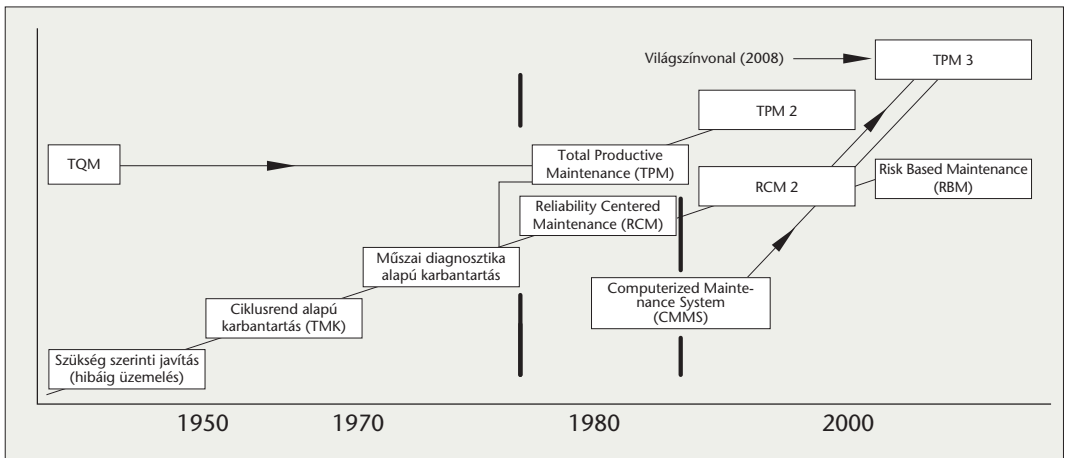 Világszínvonal (2008)
TPM 3
TPM 2
TQM
Total Productive
Maintenance (TPM)
RCM 2
Risk Based Maintenance
(RBM)
Reliability Centered
Maintenance (RCM)
Műszai diagnosztika
alapú karbantartás
Computerized Mainte-
nance System
(CMMS)
Ciklusrend alapú
karbantartás (TMK)
Szükség szerinti javítás
(hibáig üzemelés)
1950
1970
1980
2000